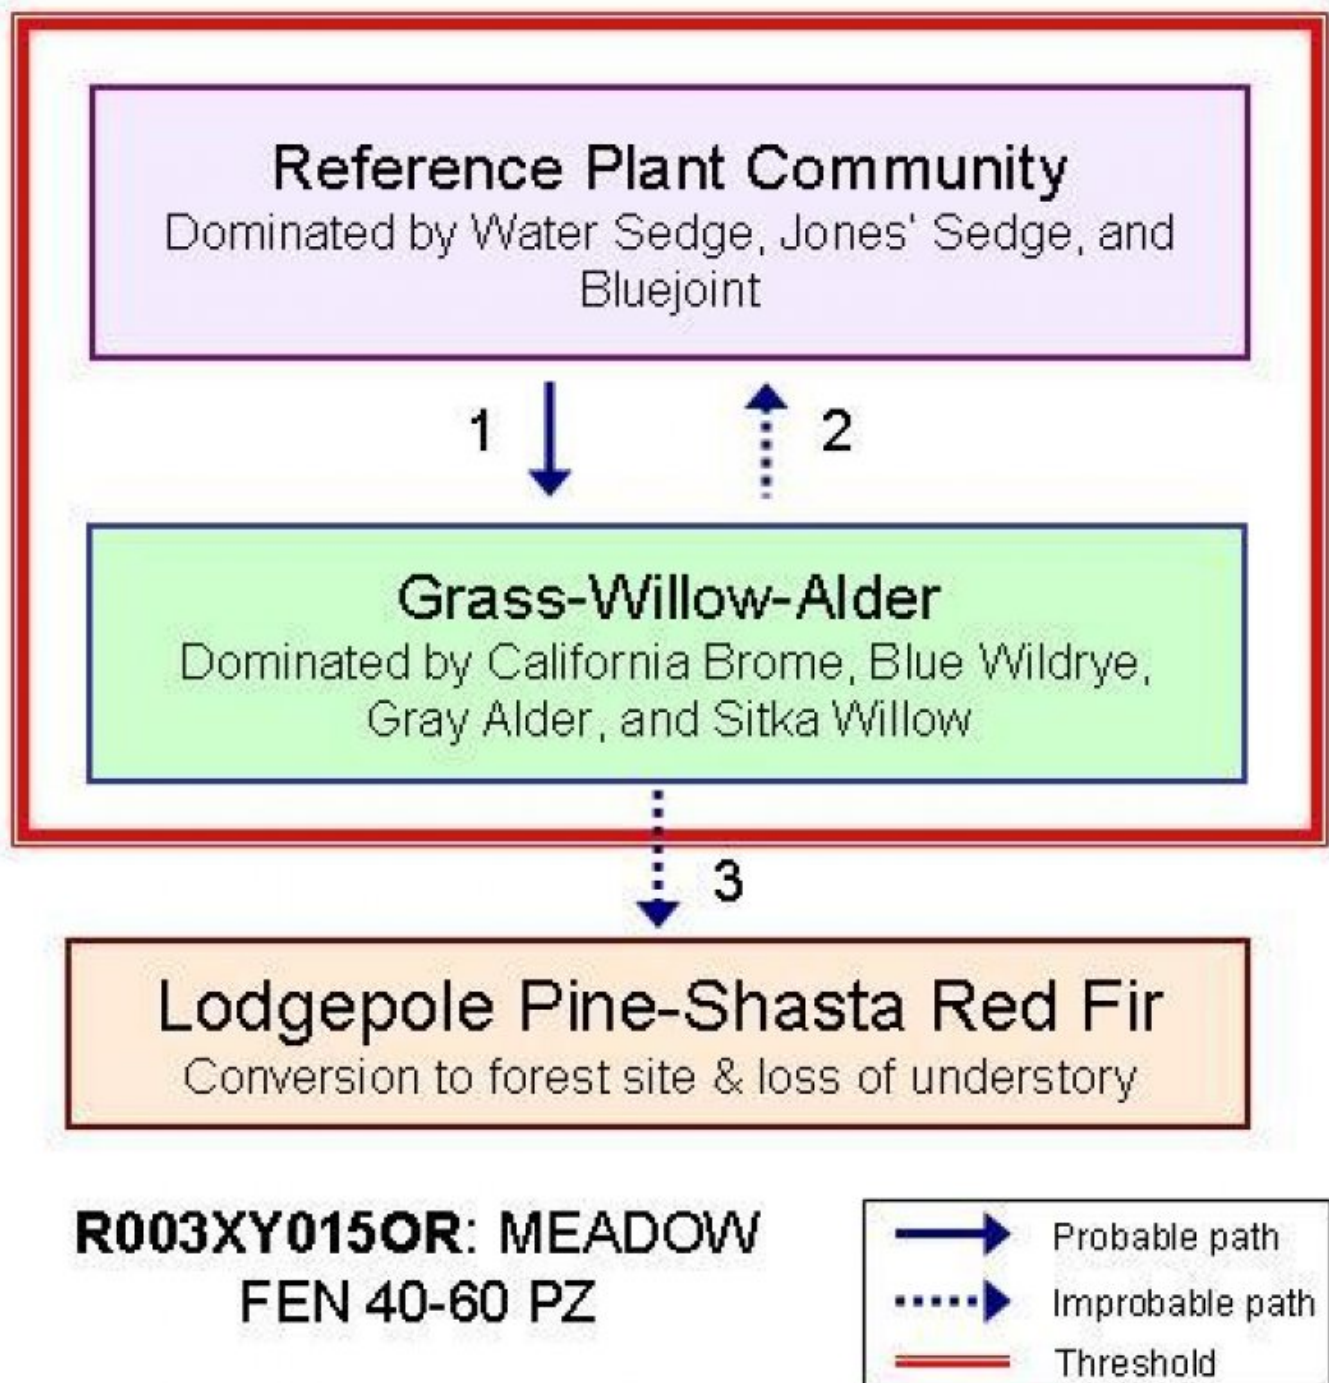 Reference Plant Community
Dominated by Water Sedge, Jones' Sedge, and
Bluejoint
1
2
Grass-Willow-Alder
Dominated by California Brome, Blue Wildrye,
Gray Alder, and Sitka Willow
3
Lodgepole Pine-Shasta Red Fir
Conversion to forest site & loss of understory
R003XY015OR: MEADOW
FEN 40-60 PZ
Probable path
Improbable path
Threshold